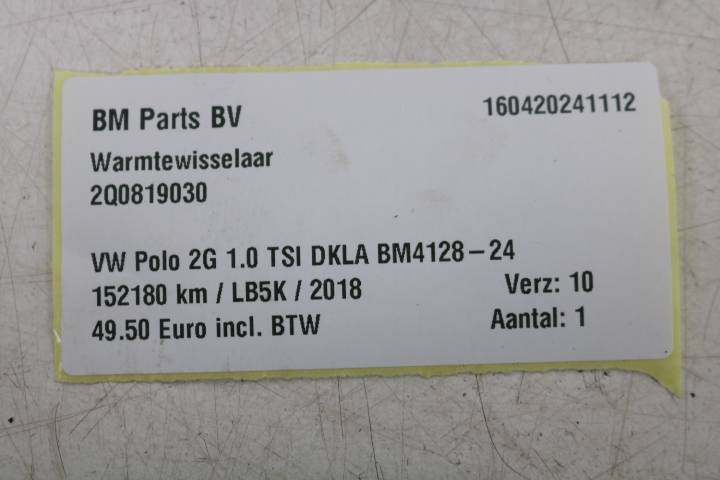 BM Parts BV
160420241112
Warmtewisselaar
2Q0819030
VW Polo 2G 1.0 TSI DKLA BM4128-24
152180 km / LB5K / 2018
Verz: 10
49.50 Euro incl. BTW
Aantal: 1